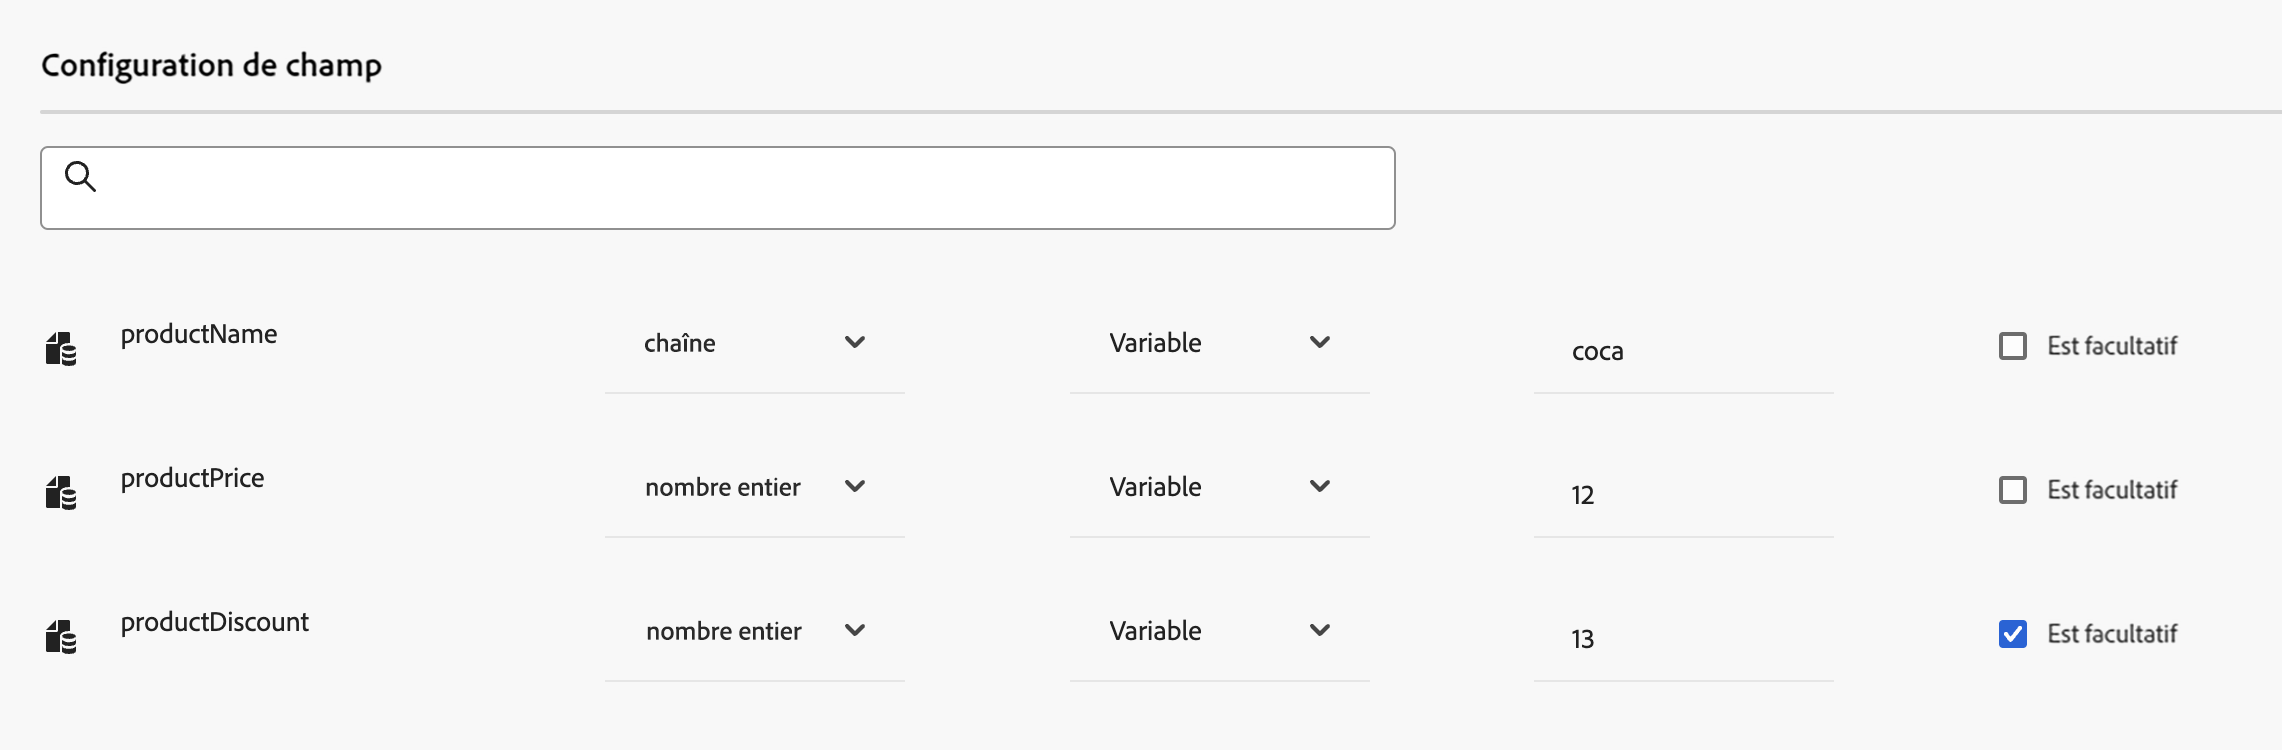 Configuration de champ
productName chaîne Variable coca Est facultatif
productPrice nombre entier Variable 12 Est facultatif
productDiscount nombre entier Variable 13 Est facultatif